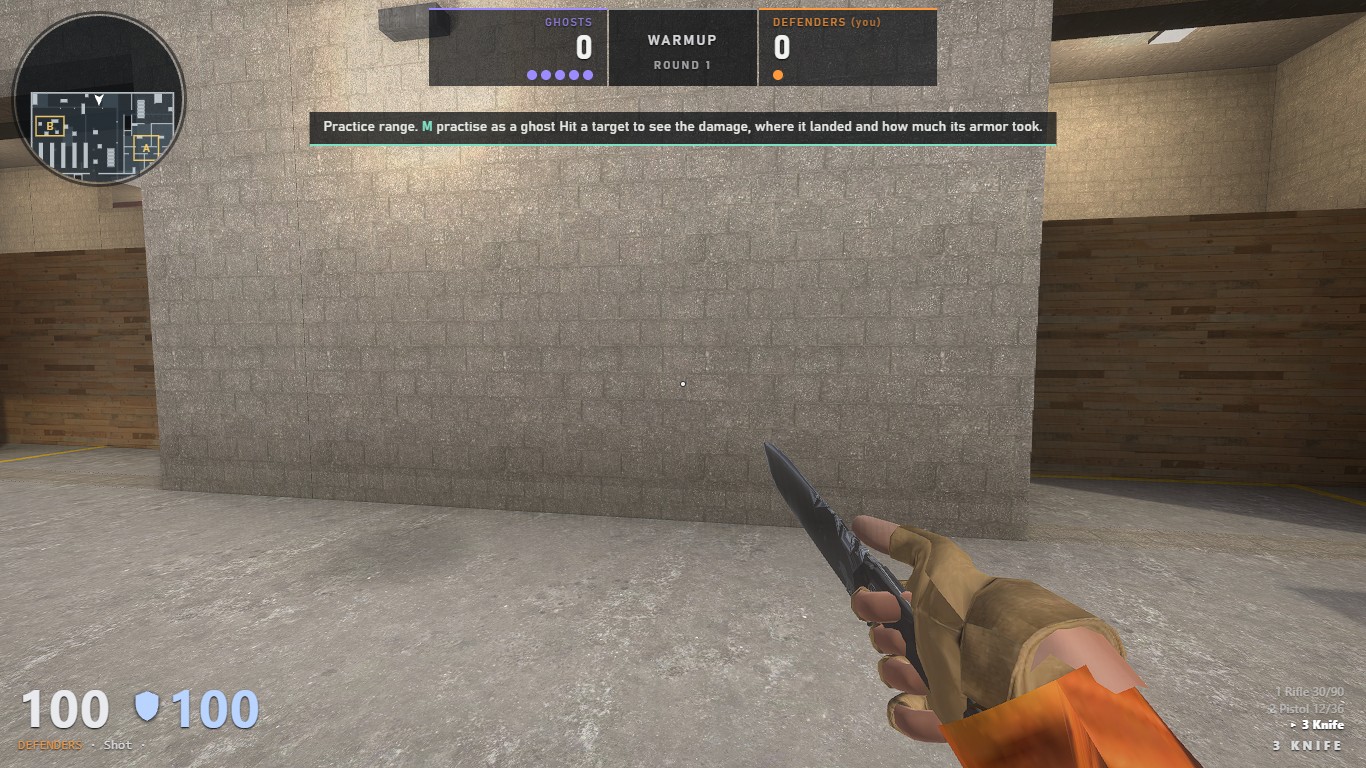 GHOSTS
0
WARMUP
ROUND 1
DEFENDERS (you)
0
Practice range. M practise as a ghost Hit a target to see the damage, where it landed and how much its armor took.
B
A
100 100
DEFENDERS · Shot ·
1 Rifle 30/90
2 Pistol 12/36
▸ 3 Knife
3 KNIFE